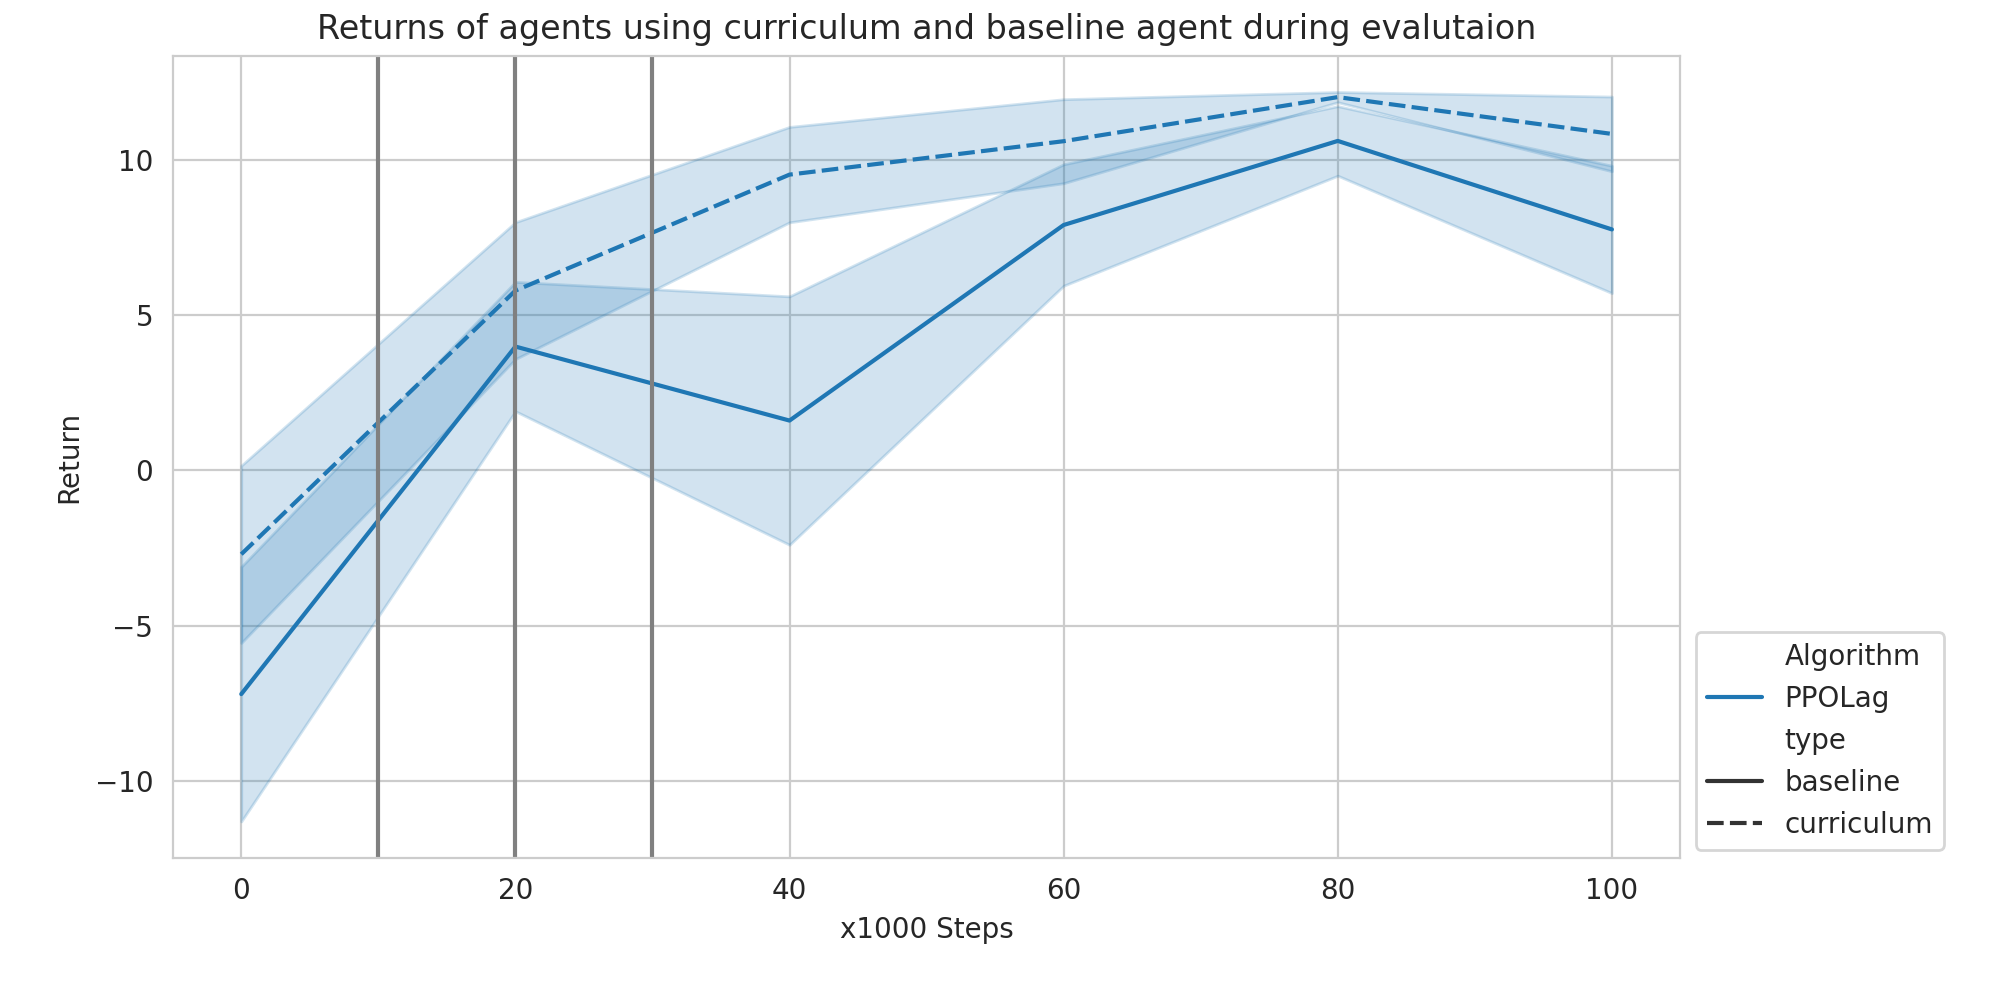 Returns of agents using curriculum and baseline agent during evalutaion
10
5
0
−5
−10
Return
0 20 40 60 80 100
x1000 Steps
Algorithm
PPOLag
type
baseline
curriculum